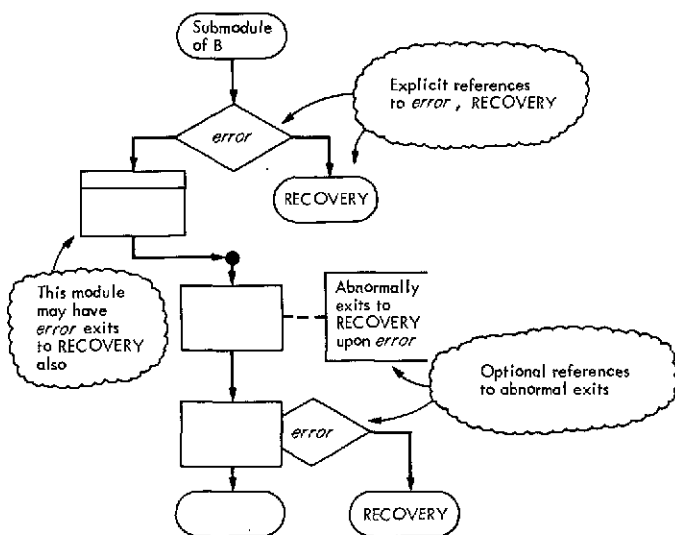 Submodule
of B
Explicit references
to error, RECOVERY
error
RECOVERY
This module
may have
error exits
to RECOVERY
also
Abnormally
exits to
RECOVERY
upon error
Optional references
to abnormal exits
error
RECOVERY